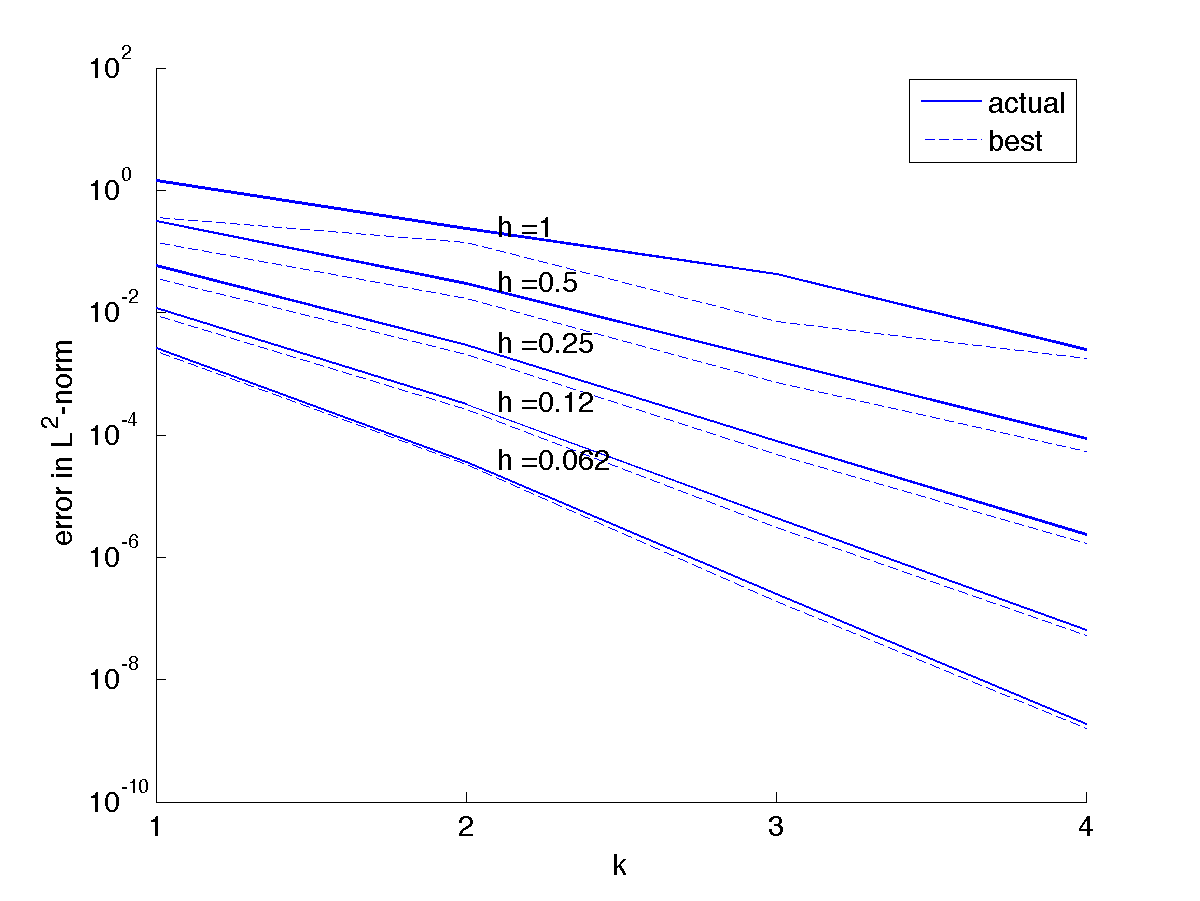 10^2
10^0
10^-2
10^-4
10^-6
10^-8
10^-10
error in L^2-norm
actual
best
h =1
h =0.5
h =0.25
h =0.12
h =0.062
1 2 3 4
k